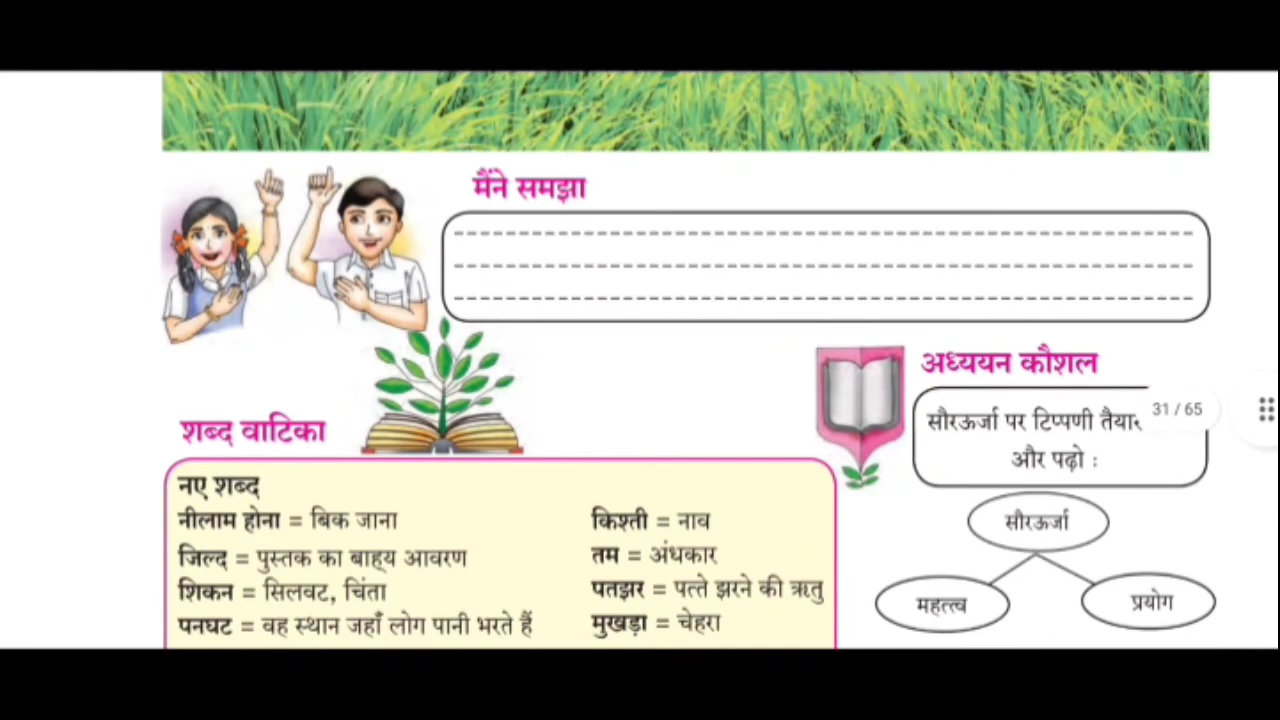 मैंने समझा
शब्द वाटिका
नए शब्द
नीलाम होना = बिक जाना
जिल्द = पुस्तक का बाह्य आवरण
शिकन = सिलवट, चिंता
पनघट = वह स्थान जहाँ लोग पानी भरते हैं
किश्ती = नाव
तम = अंधकार
पतझर = पत्ते झरने की ऋतु
मुखड़ा = चेहरा
अध्ययन कौशल
सौरऊर्जा पर टिप्पणी
और पढ़ो :
31 / 65
सौरऊर्जा
महत्त्व
प्रयोग